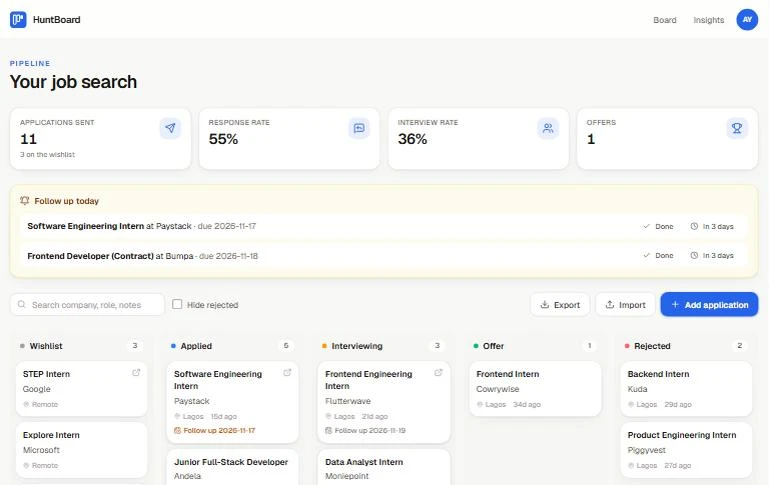 HuntBoard
Board Insights AY
PIPELINE
Your job search
APPLICATIONS SENT
11
3 on the wishlist
RESPONSE RATE
55%
INTERVIEW RATE
36%
OFFERS
1
Follow up today
Software Engineering Intern at Paystack · due 2026-11-17
Done In 3 days
Frontend Developer (Contract) at Bumpa · due 2026-11-18
Done In 3 days
Search company, role, notes
Hide rejected
Export
Import
+ Add application
Wishlist 3
STEP Intern
Google
Remote
Explore Intern
Microsoft
Remote
Applied 5
Software Engineering
Intern
Paystack
Lagos 15d ago
Follow up 2026-11-17
Junior Full-Stack Developer
Andela
Interviewing 3
Frontend Engineering
Intern
Flutterwave
Lagos 21d ago
Follow up 2026-11-19
Data Analyst Intern
Moniepoint
Offer 1
Frontend Intern
Cowrywise
Lagos 34d ago
Rejected 2
Backend Intern
Kuda
Lagos 29d ago
Product Engineering Intern
Piggyvest
Lagos 27d ago